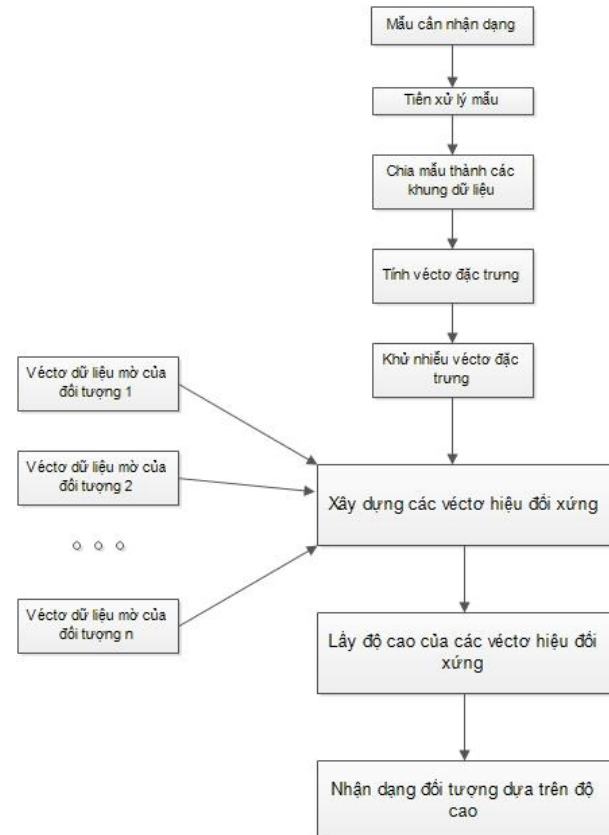 Mẫu cần nhận dạng
Tiền xử lý mẫu
Chia mẫu thành các
khung dữ liệu
Tính véctơ đặc trưng
Khử nhiễu véctơ đặc
trưng
Véctơ dữ liệu mờ của
đối tượng 1
Véctơ dữ liệu mờ của
đối tượng 2
Véctơ dữ liệu mờ của
đối tượng n
Xây dựng các véctơ hiệu đối xứng
Lấy độ cao của các véctơ hiệu đối
xứng
Nhận dạng đối tượng dựa trên độ
cao